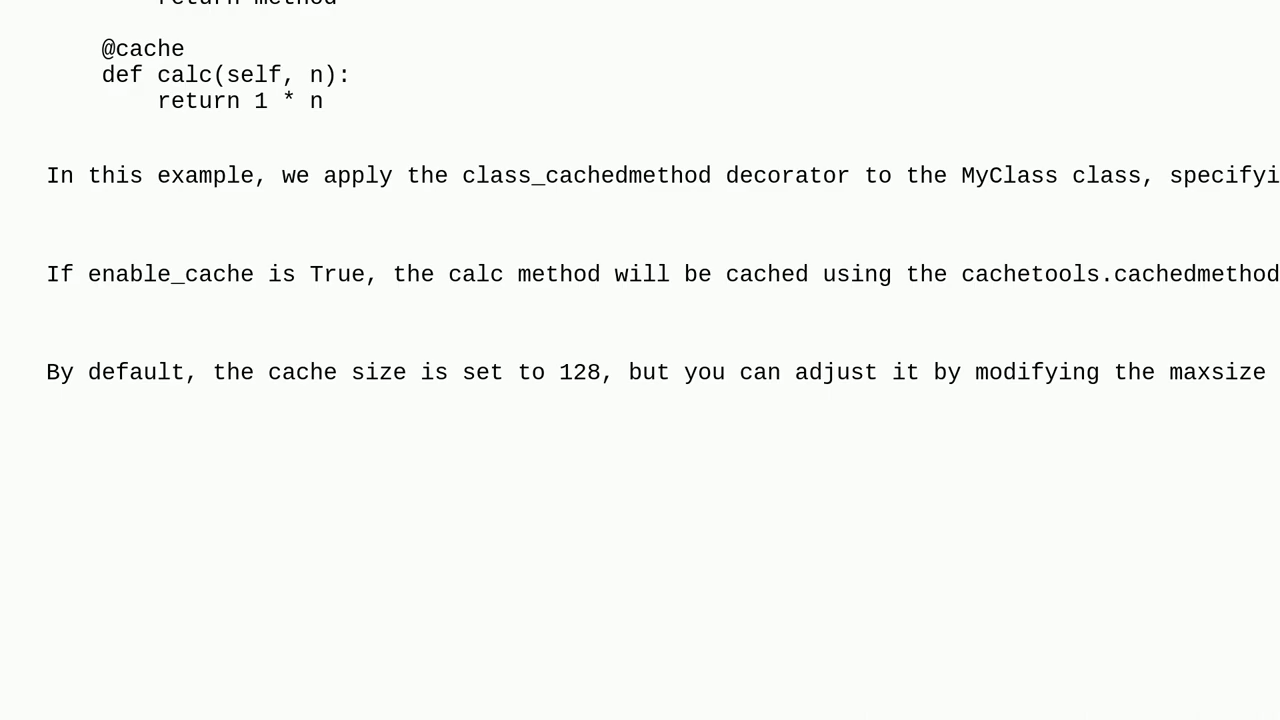 return method
@cache
def calc(self, n):
return 1 * n
In this example, we apply the class_cachedmethod decorator to the MyClass class, specifyi
If enable_cache is True, the calc method will be cached using the cachetools.cachedmethod
By default, the cache size is set to 128, but you can adjust it by modifying the maxsize